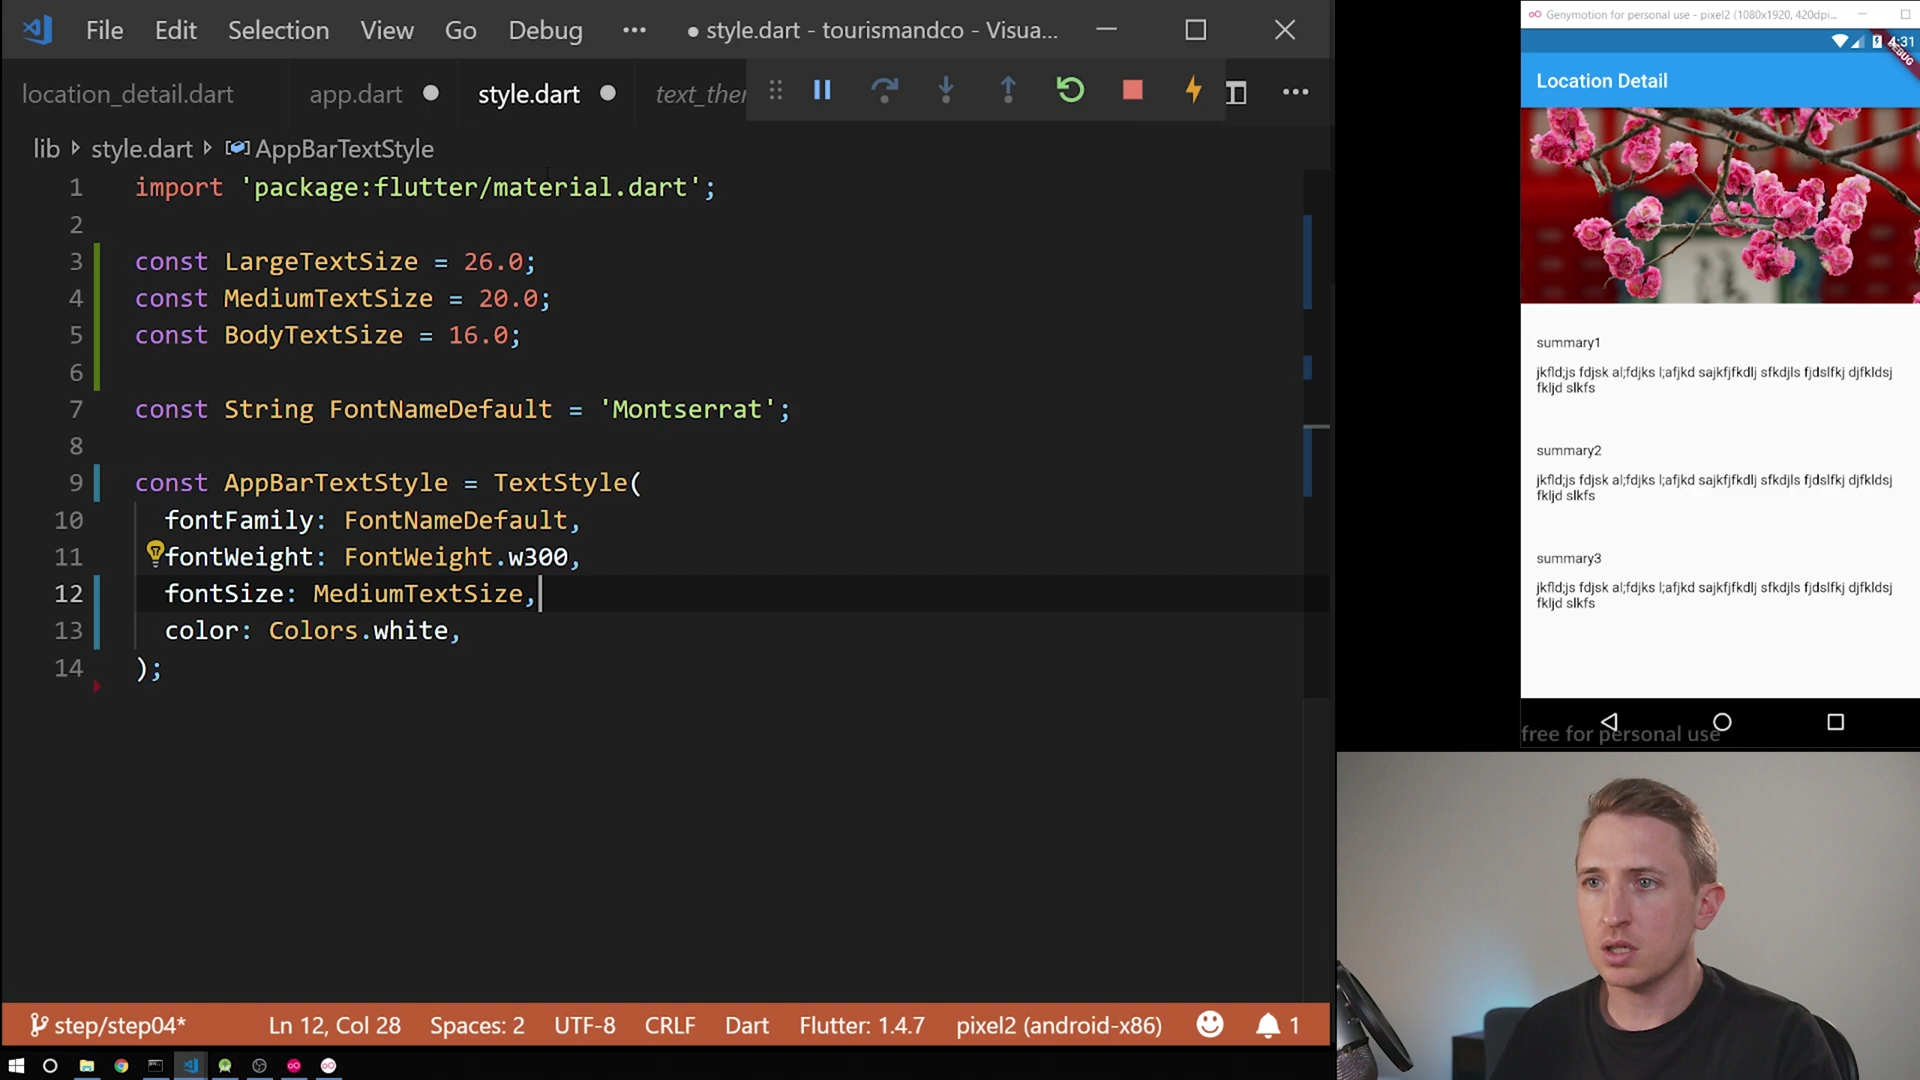 File Edit Selection View Go Debug ••• ● style.dart - tourismandco - Visua...
location_detail.dart app.dart style.dart
lib style.dart AppBarTextStyle
1 import 'package:flutter/material.dart';
2
3 const LargeTextSize = 26.0;
4 const MediumTextSize = 20.0;
5 const BodyTextSize = 16.0;
6
7 const String FontNameDefault = 'Montserrat';
8
9 const AppBarTextStyle = TextStyle(
10 fontFamily: FontNameDefault,
11 fontWeight: FontWeight.w300,
12 fontSize: MediumTextSize,
13 color: Colors.white,
14 );
step/step04* Ln 12, Col 28 Spaces: 2 UTF-8 CRLF Dart Flutter: 1.4.7 pixel2 (android-x86) 1
Genymotion for personal use - pixel2 (1080x1920, 420dpi...
4:31
DEBUG
Location Detail
summary1
jkfld;js fdjsk al;fdjks l;afjkd sajkfjfkdlj sfkdjls fjdslfkj djfkldsj
fkljd slkfs
summary2
jkfld;js fdjsk al;fdjks l;afjkd sajkfjfkdlj sfkdjls fjdslfkj djfkldsj
fkljd slkfs
summary3
jkfld;js fdjsk al;fdjks l;afjkd sajkfjfkdlj sfkdjls fjdslfkj djfkldsj
fkljd slkfs
free for personal use